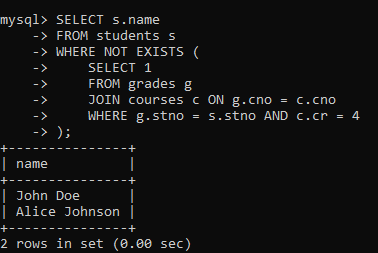 mysql> SELECT s.name
    -> FROM students s
    -> WHERE NOT EXISTS (
    ->     SELECT 1
    ->     FROM grades g
    ->     JOIN courses c ON g.cno = c.cno
    ->     WHERE g.stno = s.stno AND c.cr = 4
    -> );
+---------------+
| name          |
+---------------+
| John Doe      |
| Alice Johnson |
+---------------+
2 rows in set (0.00 sec)